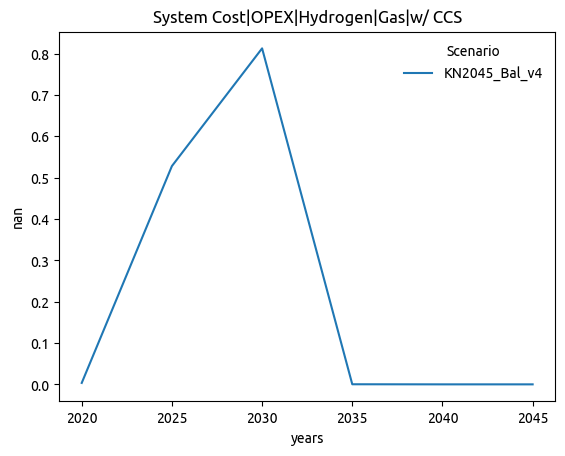 System Cost|OPEX|Hydrogen|Gas|w/ CCS
Scenario
KN2045_Bal_v4
0.8
0.7
0.6
0.5
0.4
0.3
0.2
0.1
0.0
nan
2020 2025 2030 2035 2040 2045
years